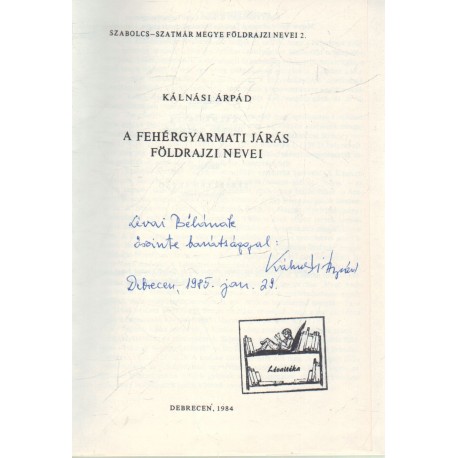 SZABOLCS–SZATMÁR MEGYE FÖLDRAJZI NEVEI 2.
KÁLNÁSI ÁRPÁD
A FEHÉRGYARMATI JÁRÁS
FÖLDRAJZI NEVEI
Lévai Bélának
őszinte barátsággal:
Kálnási Árpád
Debrecen, 1985. jan. 29.
Lévaitéka
DEBRECEN, 1984